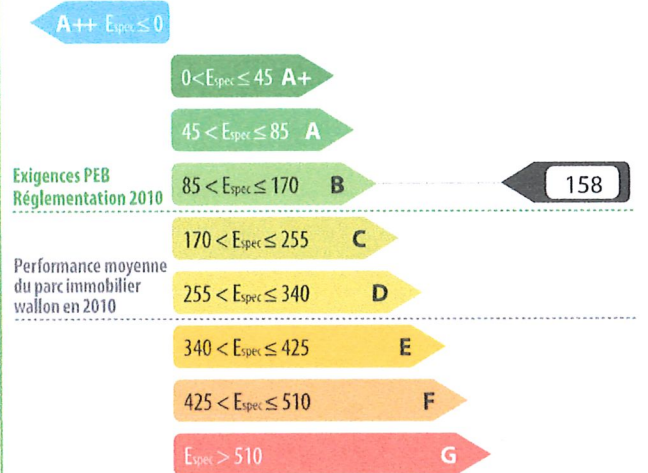 A++ Espec ≤ 0
0 < Espec ≤ 45 A+
45 < Espec ≤ 85 A
Exigences PEB
Réglementation 2010
85 < Espec ≤ 170 B
158
170 < Espec ≤ 255 C
Performance moyenne
du parc immobilier
wallon en 2010
255 < Espec ≤ 340 D
340 < Espec ≤ 425 E
425 < Espec ≤ 510 F
Espec > 510 G